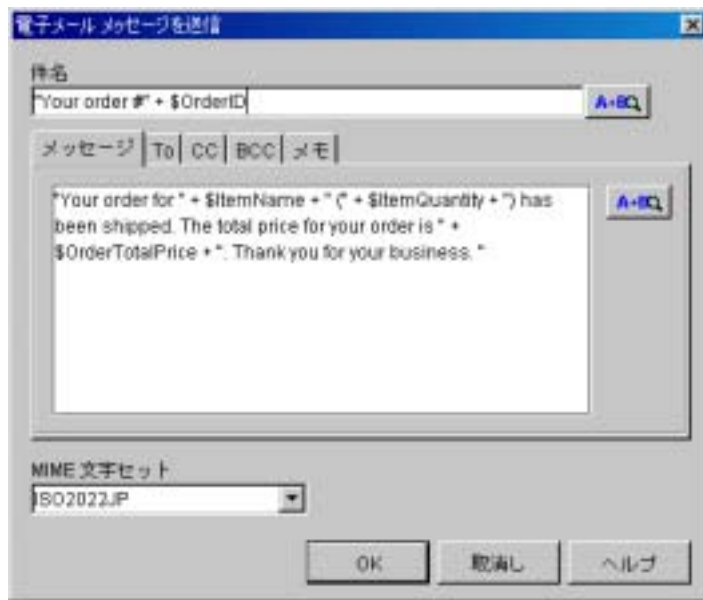 電子メール メッセージを送信
件名
"Your order #" + $OrderID
A+B
メッセージ To CC BCC メモ
"Your order for " + $ItemName + " (" + $ItemQuantity + ") has
been shipped. The total price for your order is " +
$OrderTotalPrice + ". Thank you for your business. "
A+B
MIME 文字セット
ISO2022JP
OK 取消し ヘルプ